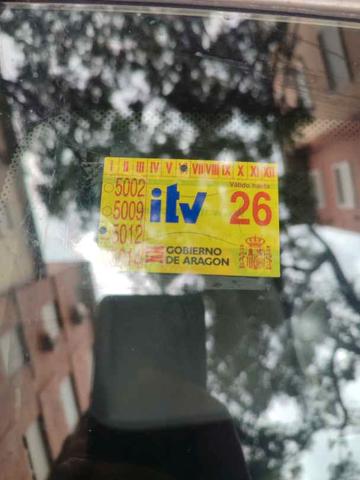 I II III IV V VII VIII IX X XI XII
Válido hasta
5002
5009
5012
itv 26
GOBIERNO
DE ARAGON